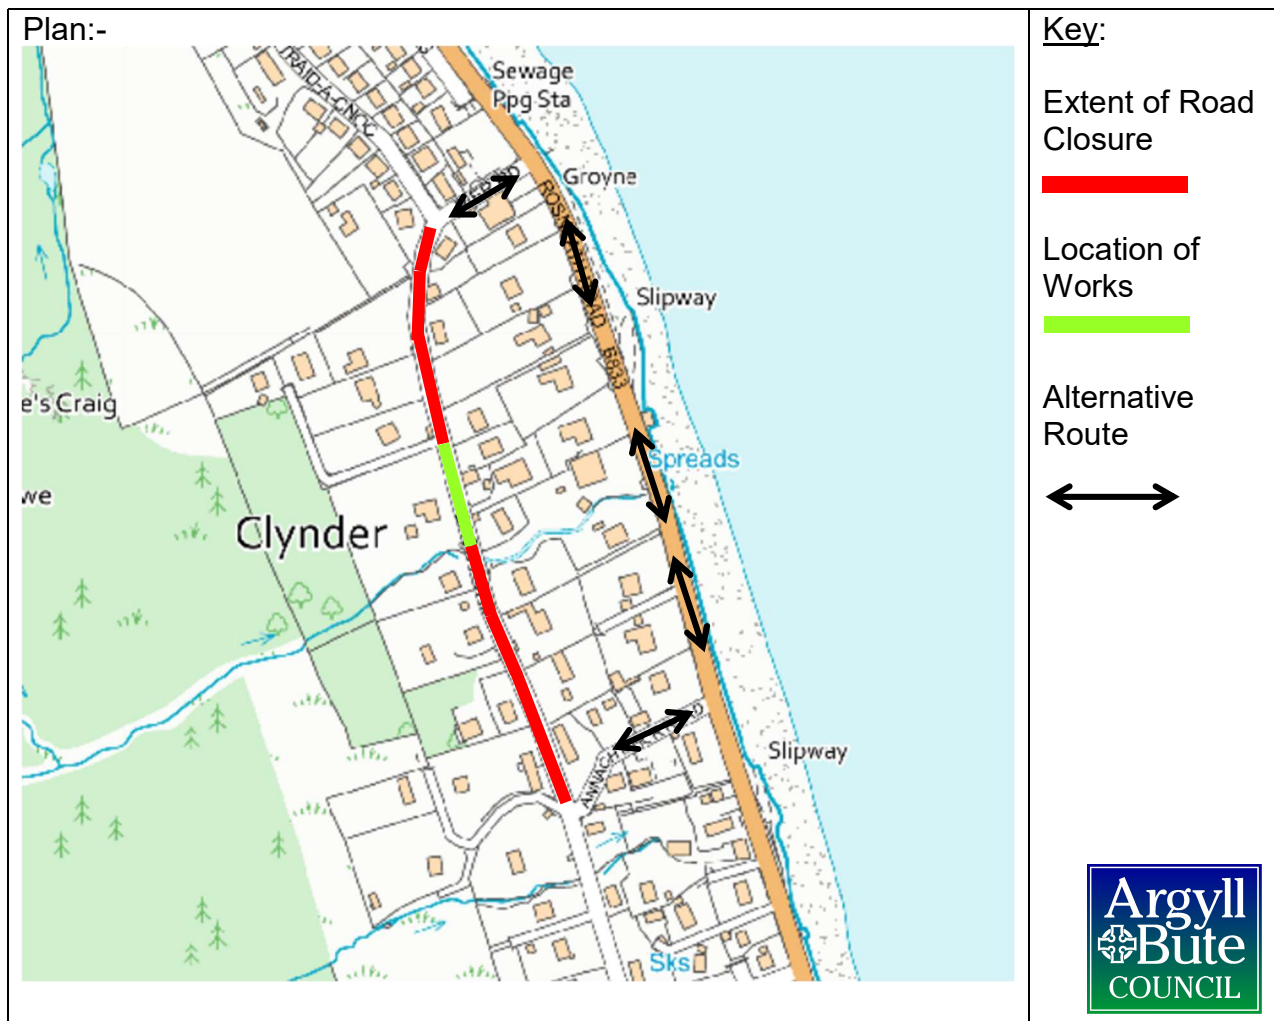 Plan:-
Key:
Extent of Road
Closure
Location of
Works
Alternative
Route
Sewage
Ppg Sta
Groyne
Slipway
B833
e's Craig
Spreads
we
Clynder
Slipway
Sks
Argyll
Bute
COUNCIL